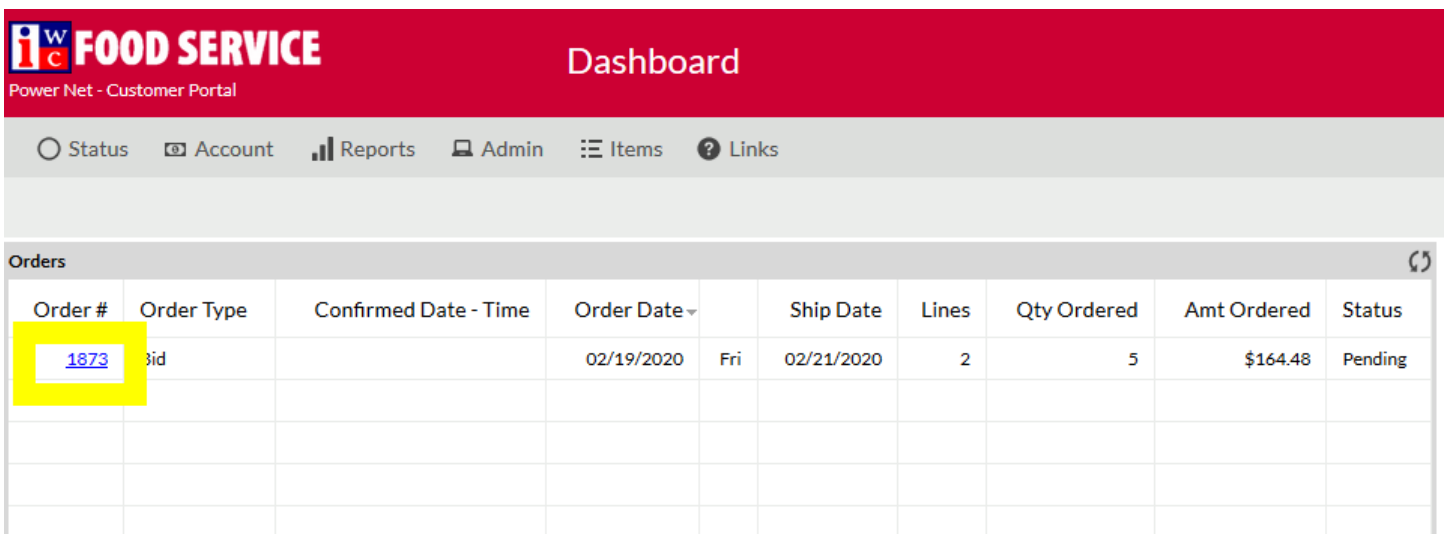 iwc FOOD SERVICE
Dashboard
Power Net - Customer Portal
Status Account Reports Admin Items Links
Orders
Order # Order Type Confirmed Date - Time Order Date Ship Date Lines Qty Ordered Amt Ordered Status
1873 Bid 02/19/2020 Fri 02/21/2020 2 5 $164.48 Pending